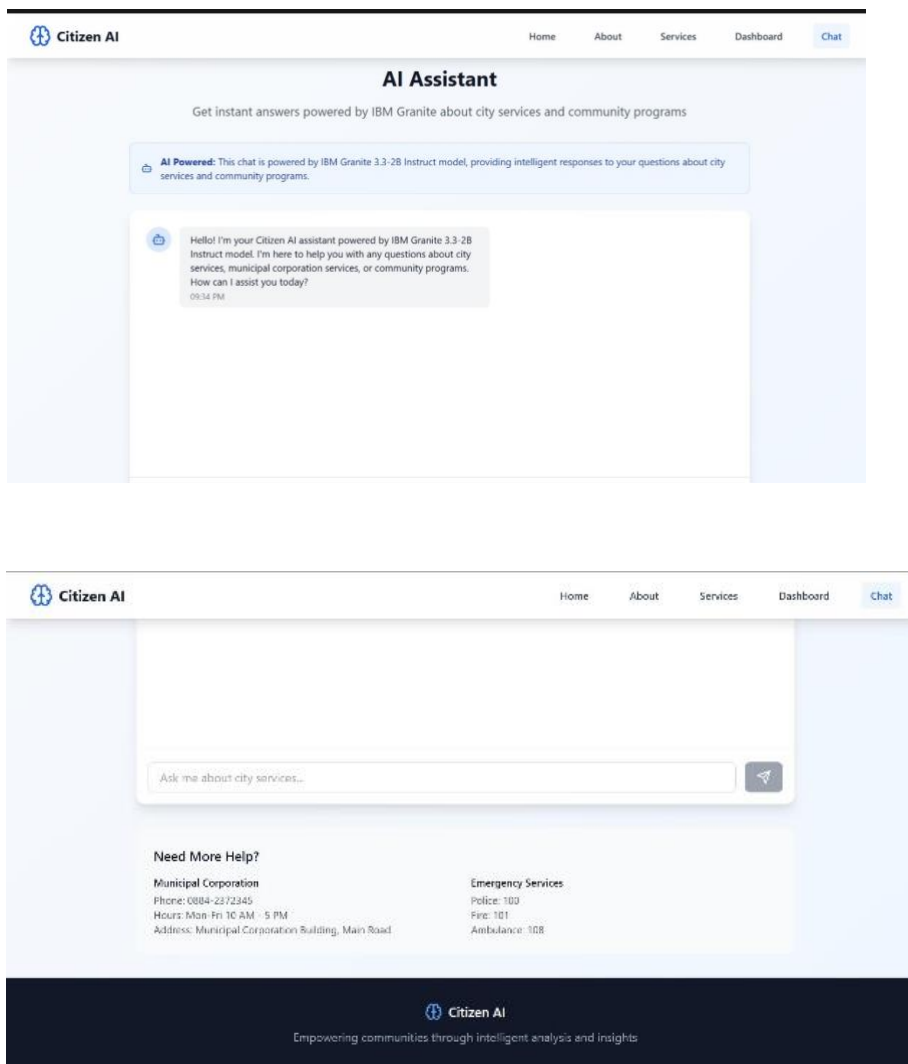 Citizen AI
Home About Services Dashboard Chat
AI Assistant
Get instant answers powered by IBM Granite about city services and community programs
AI Powered: This chat is powered by IBM Granite 3.3-2B Instruct model, providing intelligent responses to your questions about city
services and community programs.
Hello! I'm your Citizen AI assistant powered by IBM Granite 3.3-2B
Instruct model. I'm here to help you with any questions about city
services, municipal corporation services, or community programs.
How can I assist you today?
09:34 PM
Citizen AI
Home About Services Dashboard Chat
Ask me about city services...
Need More Help?
Municipal Corporation
Phone: 0884-2372345
Hours: Mon-Fri 10 AM - 5 PM
Address: Municipal Corporation Building, Main Road
Emergency Services
Police: 100
Fire: 101
Ambulance: 108
Citizen AI
Empowering communities through intelligent analysis and insights